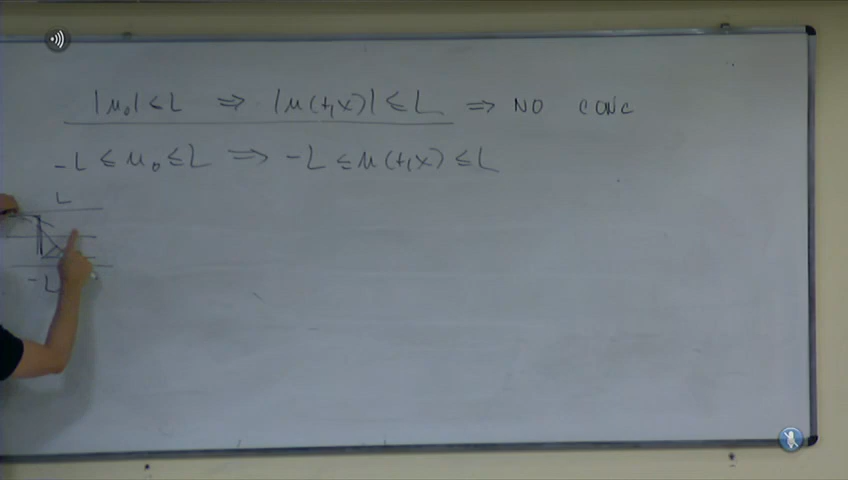 |u₀| ≤ L ⇒ |u(t,x)| ≤ L ⇒ NO CONC
-L ≤ u₀ ≤ L ⇒ -L ≤ u(t,x) ≤ L
L
-L